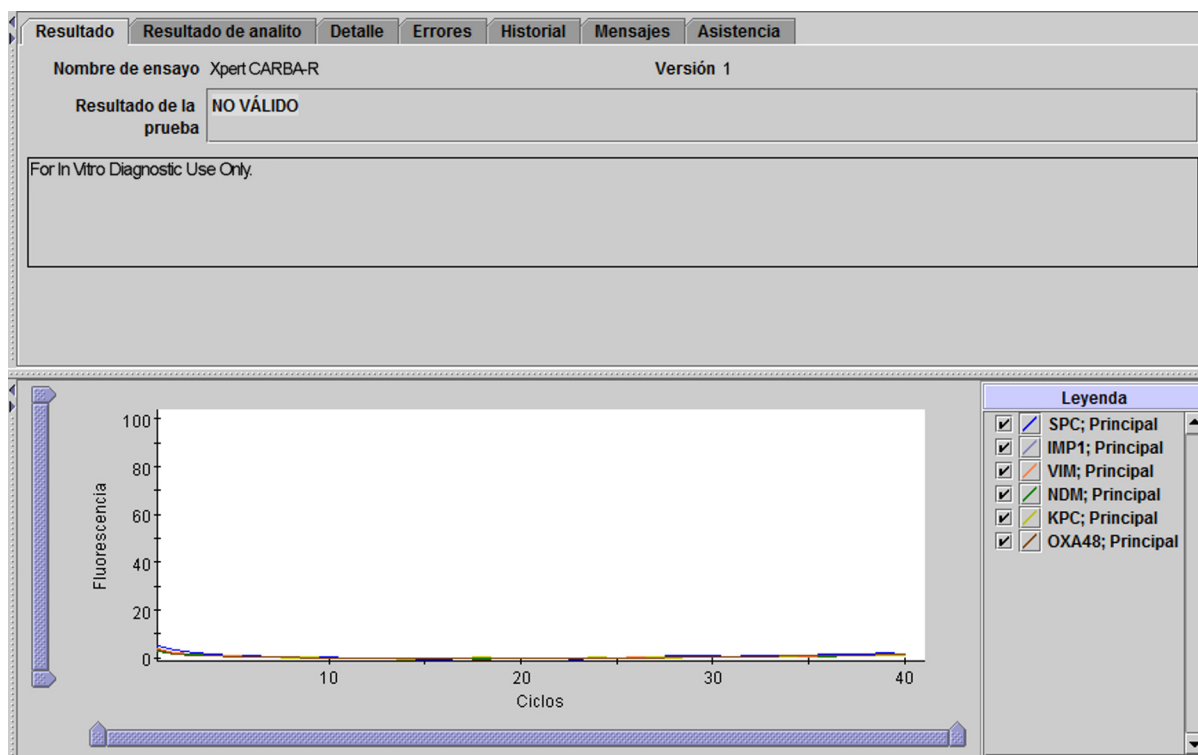 Resultado Resultado de analito Detalle Errores Historial Mensajes Asistencia
Nombre de ensayo Xpert CARBA-R Versión 1
Resultado de la prueba NO VÁLIDO
For In Vitro Diagnostic Use Only.
Leyenda
SPC; Principal
IMP1; Principal
VIM; Principal
NDM; Principal
KPC; Principal
OXA48; Principal
Fluorescencia
100
80
60
40
20
0
10 20 30 40
Ciclos